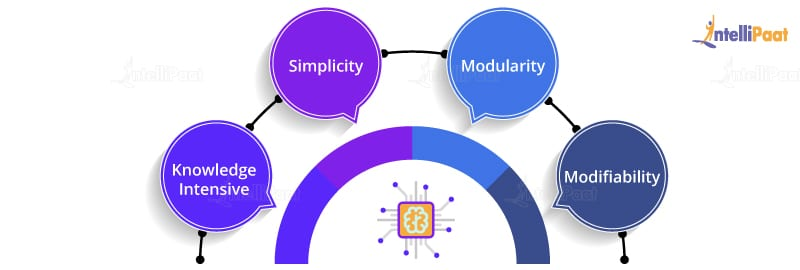 IntelliPaat
Simplicity
Modularity
Knowledge
Intensive
Modifiability